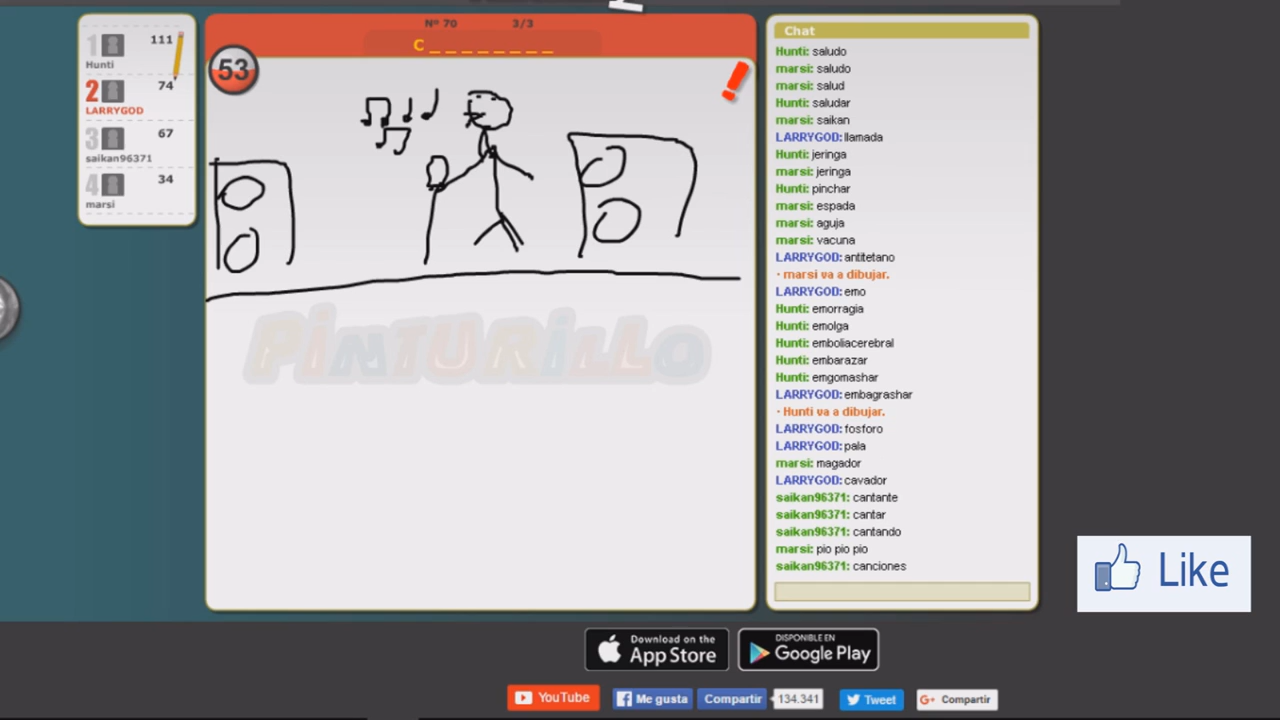 Nº 70 3/3
C _ _ _ _ _ _ _ _
53
1 111
Hunti
2 74
LARRYGOD
3 67
saikan96371
4 34
marsi
PINTURILLO
Chat
Hunti: saludo
marsi: saludo
marsi: salud
Hunti: saludar
marsi: saikan
LARRYGOD: llamada
Hunti: jeringa
marsi: jeringa
Hunti: pinchar
marsi: espada
marsi: aguja
marsi: vacuna
LARRYGOD: antitetano
· marsi va a dibujar.
LARRYGOD: emo
Hunti: emorragia
Hunti: emolga
Hunti: emboliacerebral
Hunti: embarazar
Hunti: emgomashar
LARRYGOD: embagrashar
· Hunti va a dibujar.
LARRYGOD: fosforo
LARRYGOD: pala
marsi: magador
LARRYGOD: cavador
saikan96371: cantante
saikan96371: cantar
saikan96371: cantando
marsi: pio pio pio
saikan96371: canciones
Like
Download on the
App Store
DISPONIBLE EN
Google Play
YouTube Me gusta Compartir 134.341 Tweet G+ Compartir